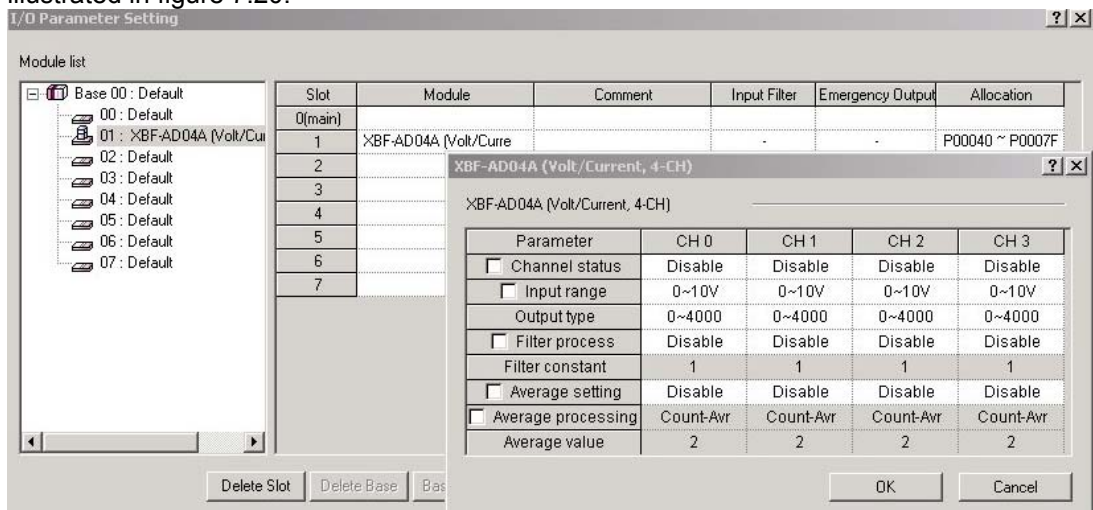 illustrated in figure 7.20.
I/O Parameter Setting
Module list
Base 00 : Default
00 : Default
01 : XBF-AD04A (Volt/Cur
02 : Default
03 : Default
04 : Default
05 : Default
06 : Default
07 : Default
Slot Module Comment Input Filter Emergency Output Allocation
0(main)
1 XBF-AD04A (Volt/Curre - - P00040 ~ P0007F
2
3
4
5
6
7
XBF-AD04A (Volt/Current, 4-CH)
XBF-AD04A (Volt/Current, 4-CH)
Parameter CH 0 CH 1 CH 2 CH 3
Channel status Disable Disable Disable Disable
Input range 0~10V 0~10V 0~10V 0~10V
Output type 0~4000 0~4000 0~4000 0~4000
Filter process Disable Disable Disable Disable
Filter constant 1 1 1 1
Average setting Disable Disable Disable Disable
Average processing Count-Avr Count-Avr Count-Avr Count-Avr
Average value 2 2 2 2
OK Cancel
Delete Slot Delete Base Bas